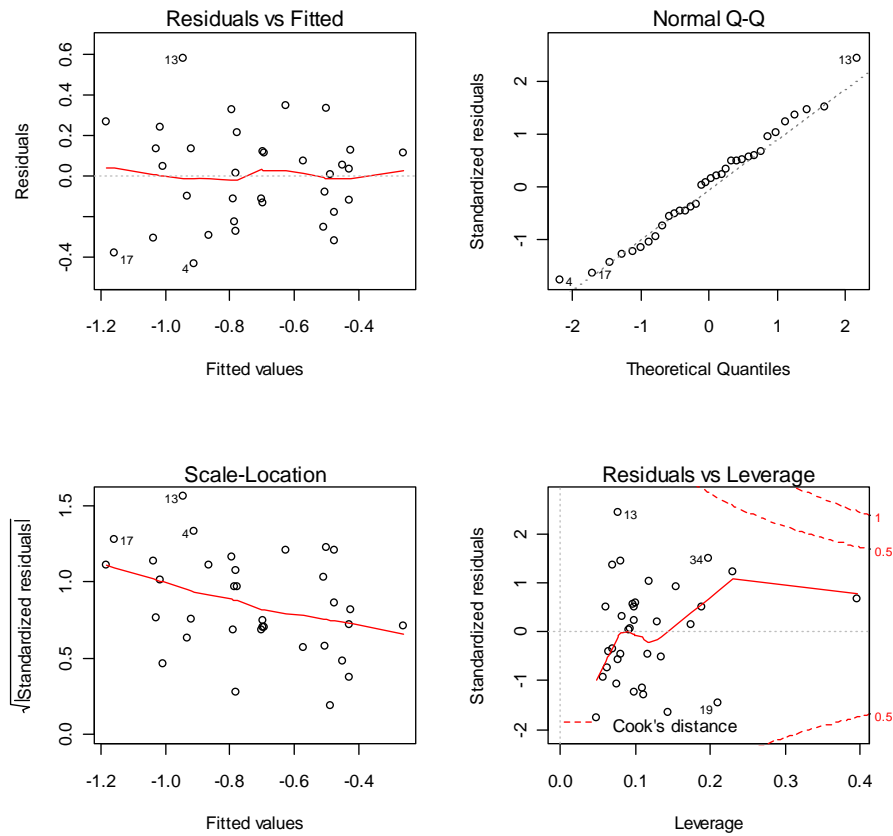 Residuals vs Fitted
Residuals
-0.4 0.0 0.2 0.4 0.6
13
17
4
-1.2 -1.0 -0.8 -0.6 -0.4
Fitted values
Normal Q-Q
Standardized residuals
-1 0 1 2
13
17
4
-2 -1 0 1 2
Theoretical Quantiles
Scale-Location
√|Standardized residuals|
0.0 0.5 1.0 1.5
13
4
17
-1.2 -1.0 -0.8 -0.6 -0.4
Fitted values
Residuals vs Leverage
Standardized residuals
-2 -1 0 1 2
13
34
19
1
0.5
0.5
Cook's distance
0.0 0.1 0.2 0.3 0.4
Leverage